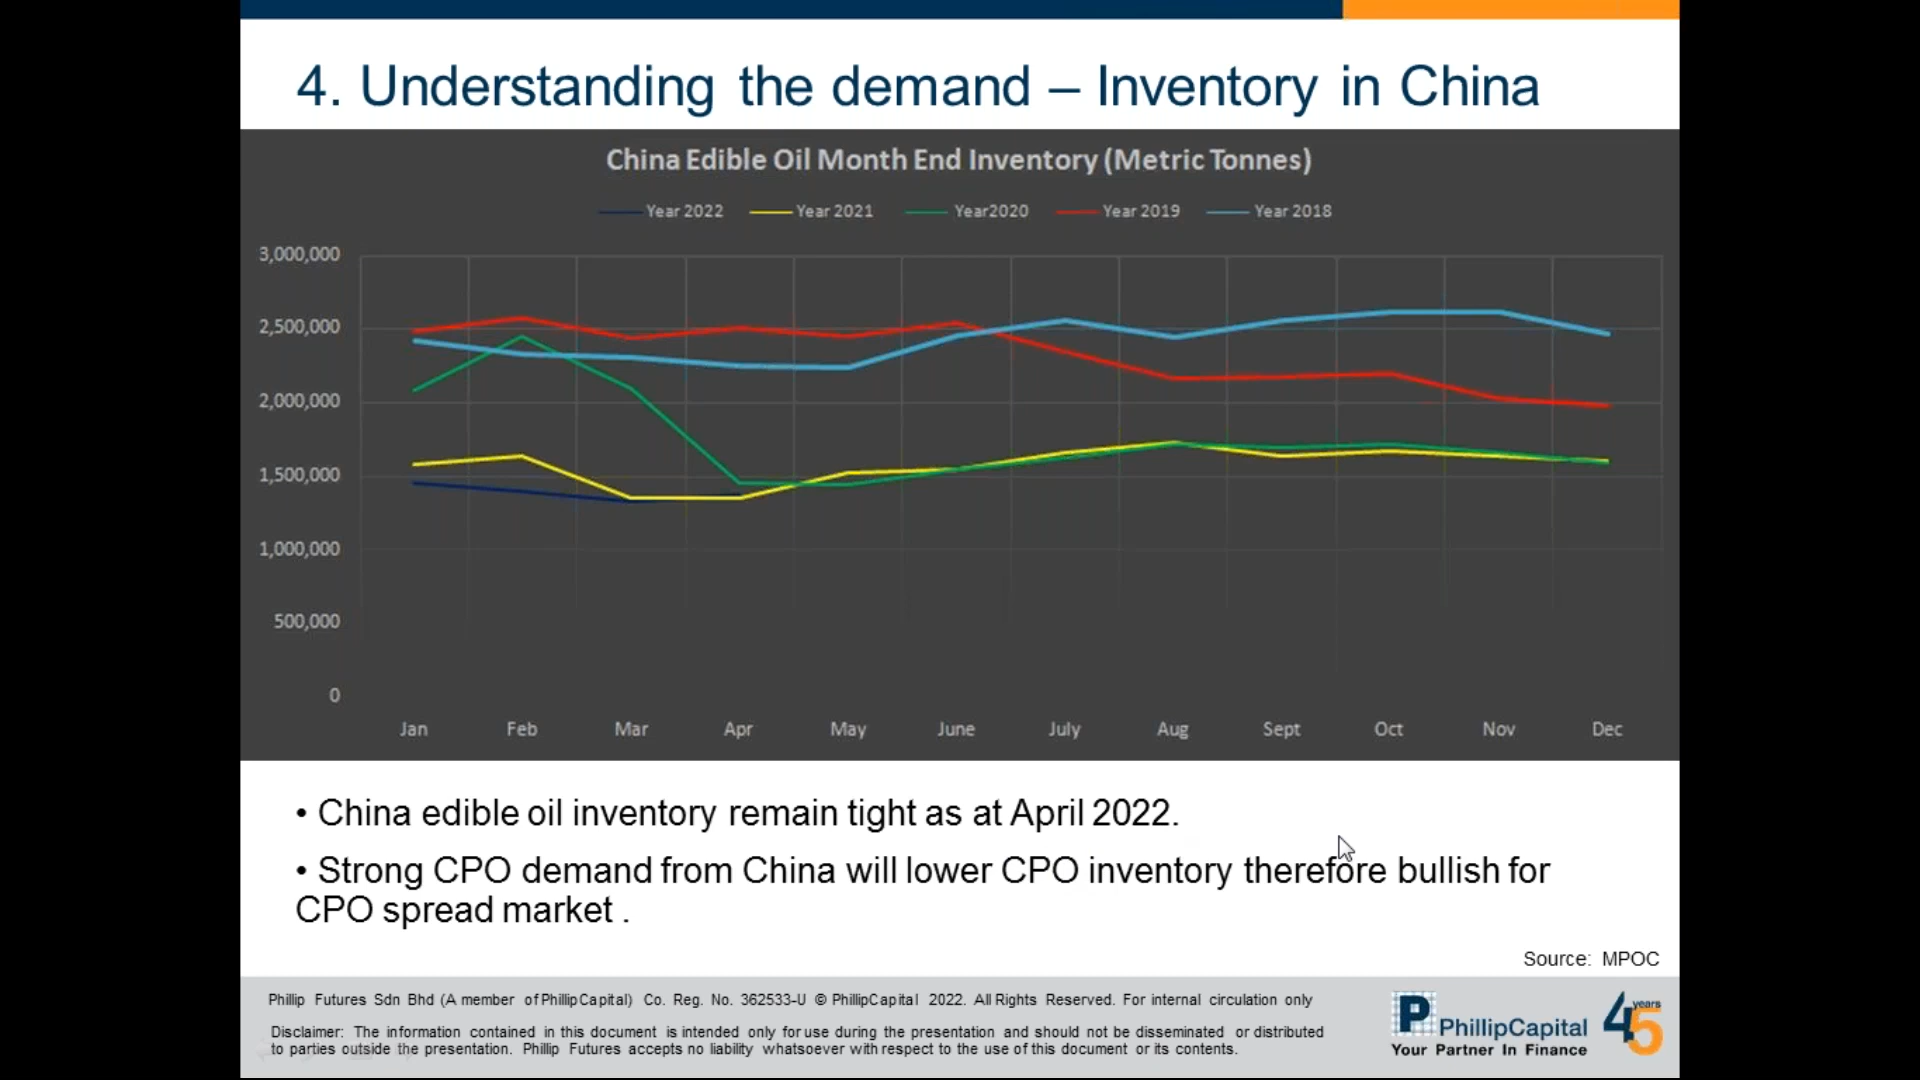 4. Understanding the demand – Inventory in China
China Edible Oil Month End Inventory (Metric Tonnes)
Year 2022 Year 2021 Year2020 Year 2019 Year 2018
3,000,000
2,500,000
2,000,000
1,500,000
1,000,000
500,000
0
Jan Feb Mar Apr May June July Aug Sept Oct Nov Dec
• China edible oil inventory remain tight as at April 2022.
• Strong CPO demand from China will lower CPO inventory therefore bullish for
CPO spread market .
Source: MPOC
Phillip Futures Sdn Bhd (A member of PhillipCapital) Co. Reg. No. 362533-U © PhillipCapital 2022. All Rights Reserved. For internal circulation only
Disclaimer: The information contained in this document is intended only for use during the presentation and should not be disseminated or distributed
to parties outside the presentation. Phillip Futures accepts no liability whatsoever with respect to the use of this document or its contents.
P PhillipCapital
Your Partner In Finance
45 years